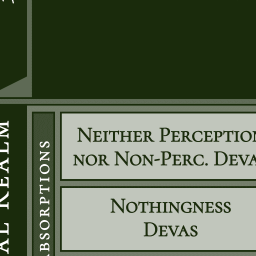 Neither Perception
nor Non-Perc. Devas
Nothingness
Devas
Absorptions
al Realm